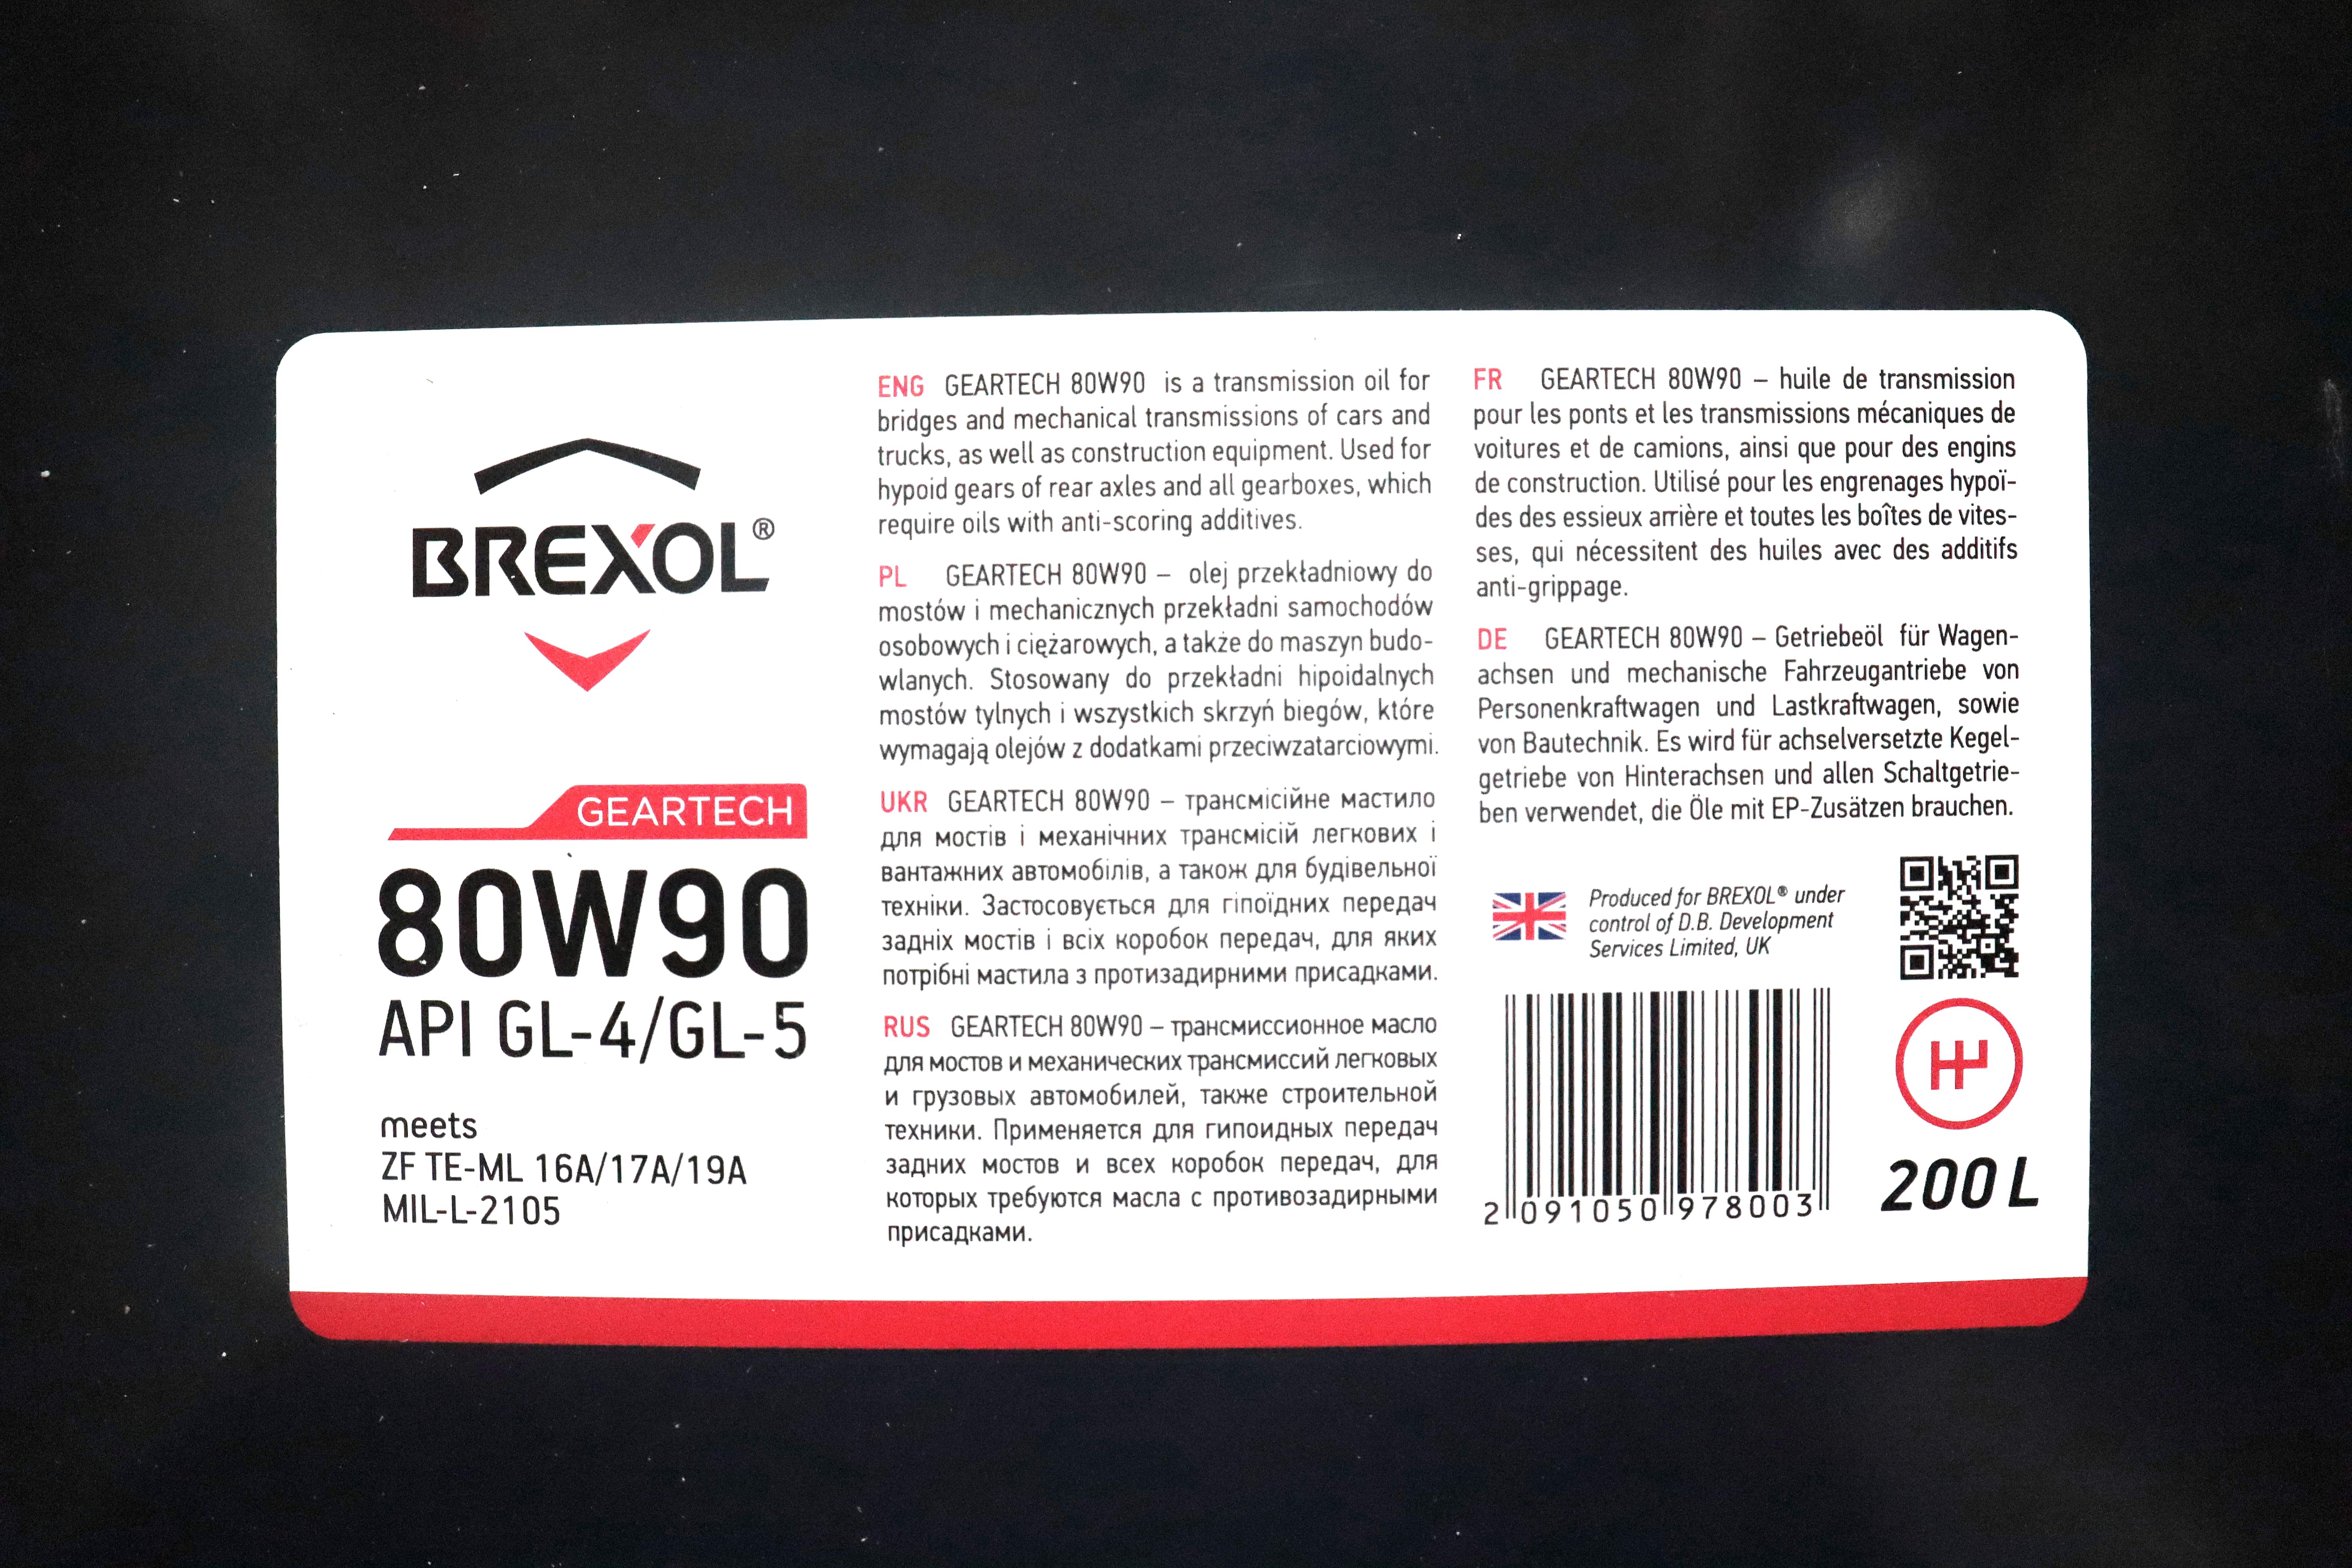 BREXOL®
GEARTECH
80W90
API GL-4/GL-5
meets
ZF TE-ML 16A/17A/19A
MIL-L-2105
ENG GEARTECH 80W90 is a transmission oil for
bridges and mechanical transmissions of cars and
trucks, as well as construction equipment. Used for
hypoid gears of rear axles and all gearboxes, which
require oils with anti-scoring additives.
PL GEARTECH 80W90 – olej przekładniowy do
mostów i mechanicznych przekładni samochodów
osobowych i ciężarowych, a także do maszyn budo-
wlanych. Stosowany do przekładni hipoidalnych
mostów tylnych i wszystkich skrzyń biegów, które
wymagają olejów z dodatkami przeciwzatarciowymi.
UKR GEARTECH 80W90 – трансмісійне мастило
для мостів і механічних трансмісій легкових і
вантажних автомобілів, а також для будівельної
техніки. Застосовується для гіпоїдних передач
задніх мостів і всіх коробок передач, для яких
потрібні мастила з протизадирними присадками.
RUS GEARTECH 80W90 – трансмиссионное масло
для мостов и механических трансмиссий легковых
и грузовых автомобилей, также строительной
техники. Применяется для гипоидных передач
задних мостов и всех коробок передач, для
которых требуются масла с противозадирными
присадками.
FR GEARTECH 80W90 – huile de transmission
pour les ponts et les transmissions mécaniques de
voitures et de camions, ainsi que pour des engins
de construction. Utilisé pour les engrenages hypoï-
des des essieux arrière et toutes les boîtes de vites-
ses, qui nécessitent des huiles avec des additifs
anti-grippage.
DE GEARTECH 80W90 – Getriebeöl für Wagen-
achsen und mechanische Fahrzeugantriebe von
Personenkraftwagen und Lastkraftwagen, sowie
von Bautechnik. Es wird für achselversetzte Kegel-
getriebe von Hinterachsen und allen Schaltgetrie-
ben verwendet, die Öle mit EP-Zusätzen brauchen.
Produced for BREXOL® under
control of D.B. Development
Services Limited, UK
2 091050 978003
200 L